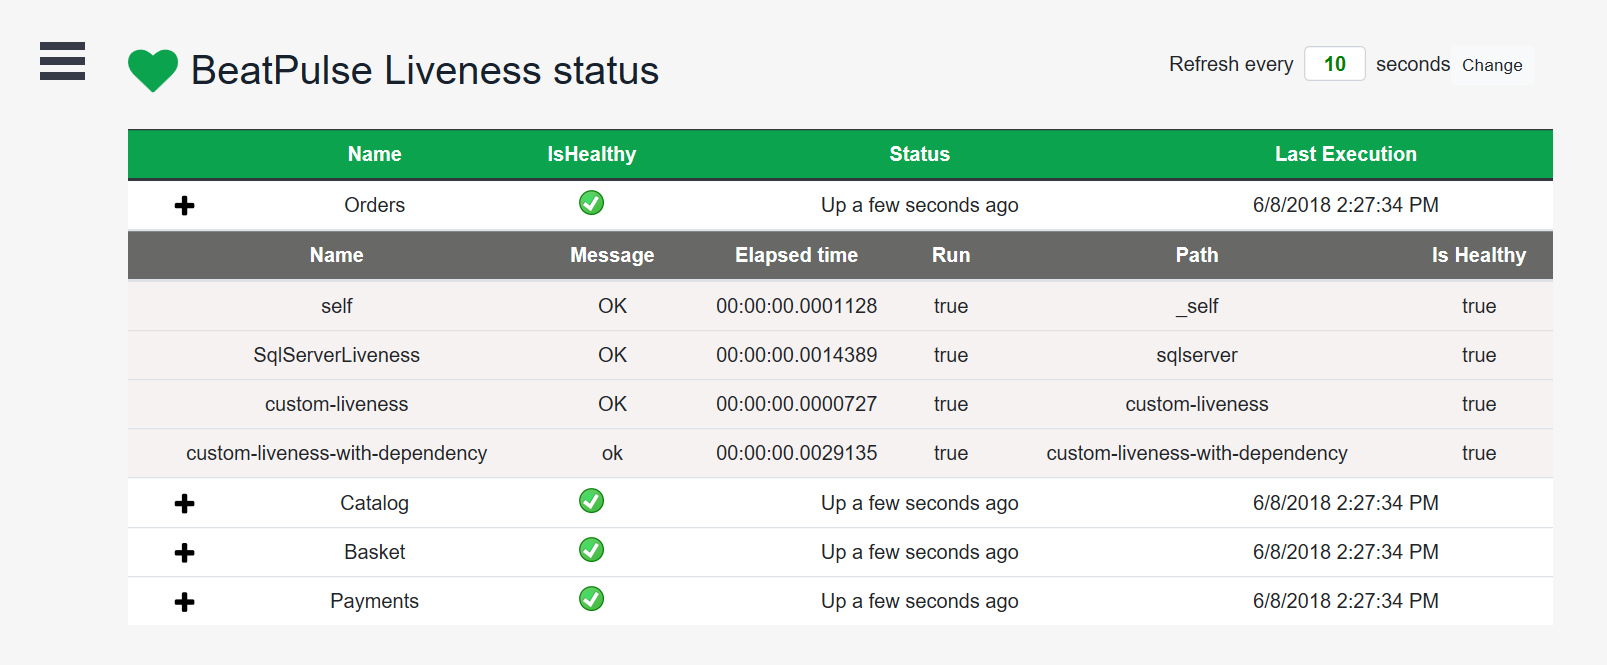 BeatPulse Liveness status
Refresh every 10 seconds Change
Name IsHealthy Status Last Execution
Orders Up a few seconds ago 6/8/2018 2:27:34 PM
Name Message Elapsed time Run Path Is Healthy
self OK 00:00:00.0001128 true _self true
SqlServerLiveness OK 00:00:00.0014389 true sqlserver true
custom-liveness OK 00:00:00.0000727 true custom-liveness true
custom-liveness-with-dependency ok 00:00:00.0029135 true custom-liveness-with-dependency true
Catalog Up a few seconds ago 6/8/2018 2:27:34 PM
Basket Up a few seconds ago 6/8/2018 2:27:34 PM
Payments Up a few seconds ago 6/8/2018 2:27:34 PM